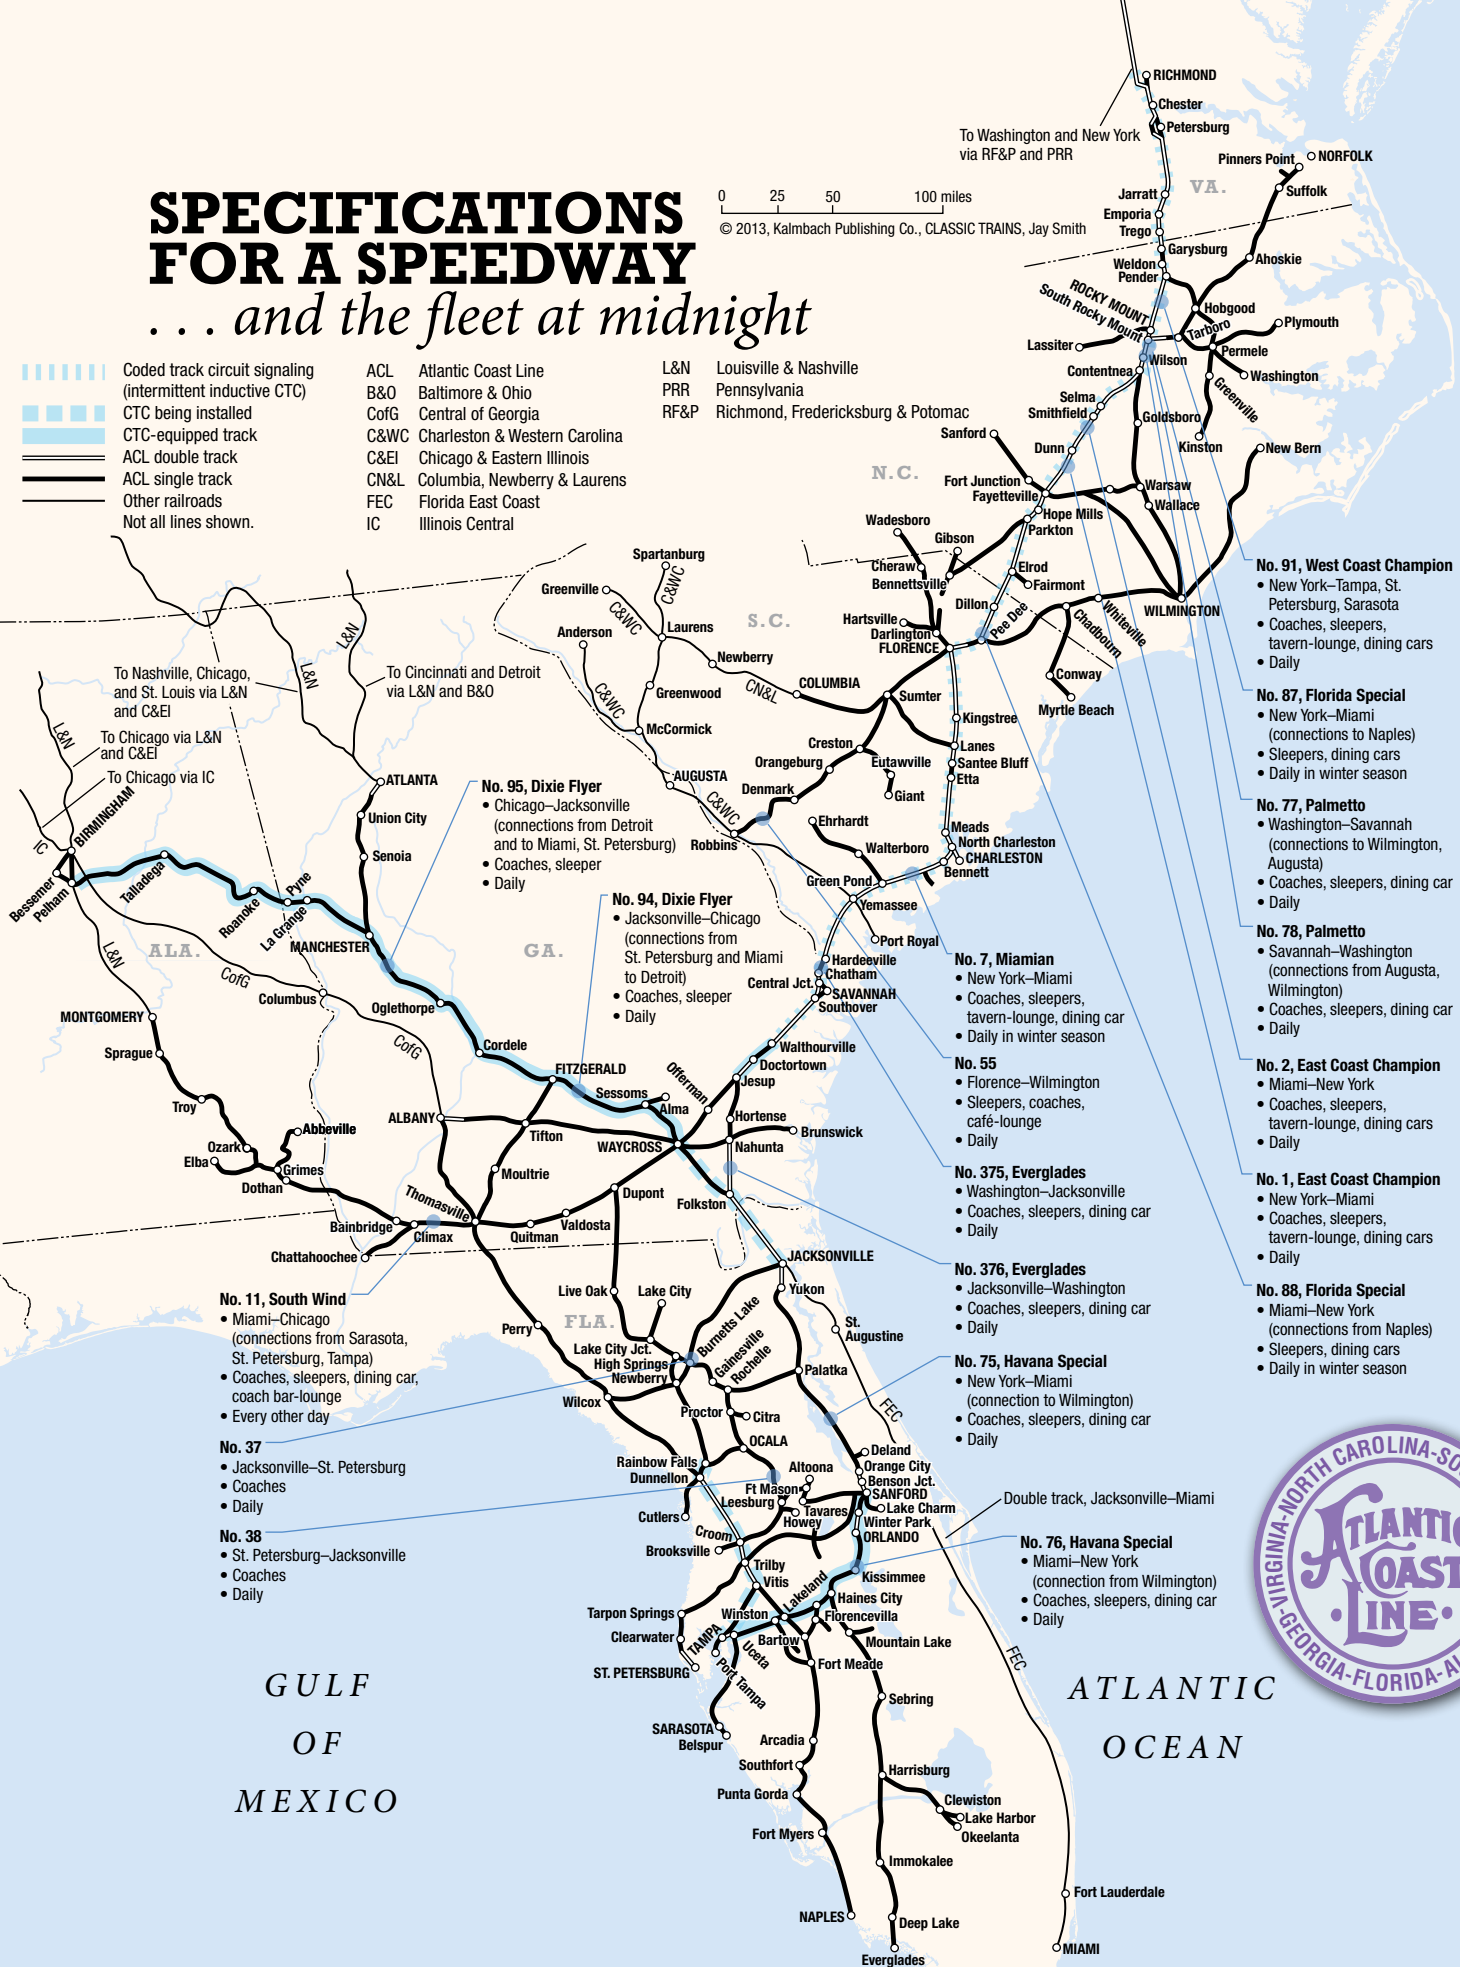 SPECIFICATIONS
FOR A SPEEDWAY
. . . and the fleet at midnight
0 25 50 100 miles
© 2013, Kalmbach Publishing Co., CLASSIC TRAINS, Jay Smith
Coded track circuit signaling
(intermittent inductive CTC)
CTC being installed
CTC-equipped track
ACL double track
ACL single track
Other railroads
Not all lines shown.
ACL Atlantic Coast Line
B&O Baltimore & Ohio
CofG Central of Georgia
C&WC Charleston & Western Carolina
C&EI Chicago & Eastern Illinois
CN&L Columbia, Newberry & Laurens
FEC Florida East Coast
IC Illinois Central
L&N Louisville & Nashville
PRR Pennsylvania
RF&P Richmond, Fredericksburg & Potomac
To Washington and New York
via RF&P and PRR
RICHMOND
Chester
Petersburg
Pinners Point
NORFOLK
Suffolk
VA.
Jarratt
Emporia
Trego
Garysburg
Weldon
Pender
Ahoskie
ROCKY MOUNT
South Rocky Mount
Hobgood
Tarboro
Plymouth
Lassiter
Wilson
Permele
Contentnea
Washington
Greenville
Selma
Smithfield
Goldsboro
Kinston
New Bern
Sanford
Dunn
N.C.
Fort Junction
Fayetteville
Warsaw
Wallace
Hope Mills
Parkton
Wadesboro
Gibson
Cheraw
Bennettsville
Elrod
Fairmont
Dillon
Pee Dee
WILMINGTON
Whiteville
Chadbourn
Hartsville
Darlington
FLORENCE
Conway
Myrtle Beach
S.C.
Spartanburg
Greenville
C&WC
C&WC
Anderson
Laurens
Newberry
CN&L
COLUMBIA
Greenwood
C&WC
McCormick
Sumter
Kingstree
Creston
Lanes
Orangeburg
Eutawville
Santee Bluff
Etta
AUGUSTA
Denmark
Giant
C&WC
Robbins
Ehrhardt
Meads
North Charleston
CHARLESTON
Walterboro
Bennett
Green Pond
Yemassee
Port Royal
Hardeeville
Chatham
Central Jct.
SAVANNAH
Southover
Walthourville
Doctortown
Jesup
Offerman
Hortense
Brunswick
Nahunta
To Nashville, Chicago,
and St. Louis via L&N
and C&EI
To Chicago via L&N
and C&EI
To Chicago via IC
To Cincinnati and Detroit
via L&N and B&O
L&N
L&N
L&N
IC
BIRMINGHAM
Bessemer
Pelham
Talladega
Roanoke
La Grange
Pyne
MANCHESTER
ATLANTA
Union City
Senoia
ALA.
GA.
L&N
CofG
Columbus
Oglethorpe
CofG
MONTGOMERY
Sprague
Cordele
FITZGERALD
Sessoms
Alma
Troy
ALBANY
Tifton
WAYCROSS
Abbeville
Ozark
Elba
Grimes
Dothan
Moultrie
Thomasville
Dupont
Folkston
Bainbridge
Climax
Quitman
Valdosta
Chattahoochee
JACKSONVILLE
Yukon
Live Oak
Lake City
FLA.
Perry
St.
Augustine
Burnetts Lake
Lake City Jct.
High Springs
Newberry
Gainesville
Rochelle
Palatka
Wilcox
Proctor
Citra
FEC
OCALA
Rainbow Falls
Dunnellon
Altoona
Ft Mason
Leesburg
Deland
Orange City
Benson Jct.
SANFORD
Lake Charm
Tavares
Howey
Winter Park
ORLANDO
Cutlers
Croom
Brooksville
Trilby
Vitis
Kissimmee
Lakeland
Haines City
Winston
Florencevilla
Tarpon Springs
Clearwater
TAMPA
Uceta
Bartow
Mountain Lake
Fort Meade
ST. PETERSBURG
Port Tampa
Sebring
SARASOTA
Belspur
Arcadia
Southfort
Punta Gorda
Harrisburg
Clewiston
Lake Harbor
Okeelanta
Fort Myers
Immokalee
NAPLES
Deep Lake
Everglades
FEC
Fort Lauderdale
MIAMI
Double track, Jacksonville–Miami
GULF
OF
MEXICO
ATLANTIC
OCEAN
No. 95, Dixie Flyer
• Chicago–Jacksonville
(connections from Detroit
and to Miami, St. Petersburg)
• Coaches, sleeper
• Daily
No. 94, Dixie Flyer
• Jacksonville–Chicago
(connections from
St. Petersburg and Miami
to Detroit)
• Coaches, sleeper
• Daily
No. 11, South Wind
• Miami–Chicago
(connections from Sarasota,
St. Petersburg, Tampa)
• Coaches, sleepers, dining car,
coach bar-lounge
• Every other day
No. 37
• Jacksonville–St. Petersburg
• Coaches
• Daily
No. 38
• St. Petersburg–Jacksonville
• Coaches
• Daily
No. 7, Miamian
• New York–Miami
• Coaches, sleepers,
tavern-lounge, dining car
• Daily in winter season
No. 55
• Florence–Wilmington
• Sleepers, coaches,
café-lounge
• Daily
No. 375, Everglades
• Washington–Jacksonville
• Coaches, sleepers, dining car
• Daily
No. 376, Everglades
• Jacksonville–Washington
• Coaches, sleepers, dining car
• Daily
No. 75, Havana Special
• New York–Miami
(connection to Wilmington)
• Coaches, sleepers, dining car
• Daily
No. 76, Havana Special
• Miami–New York
(connection from Wilmington)
• Coaches, sleepers, dining car
• Daily
No. 91, West Coast Champion
• New York–Tampa, St.
Petersburg, Sarasota
• Coaches, sleepers,
tavern-lounge, dining cars
• Daily
No. 87, Florida Special
• New York–Miami
(connections to Naples)
• Sleepers, dining cars
• Daily in winter season
No. 77, Palmetto
• Washington–Savannah
(connections to Wilmington,
Augusta)
• Coaches, sleepers, dining car
• Daily
No. 78, Palmetto
• Savannah–Washington
(connections from Augusta,
Wilmington)
• Coaches, sleepers, dining car
• Daily
No. 2, East Coast Champion
• Miami–New York
• Coaches, sleepers,
tavern-lounge, dining cars
• Daily
No. 1, East Coast Champion
• New York–Miami
• Coaches, sleepers,
tavern-lounge, dining cars
• Daily
No. 88, Florida Special
• Miami–New York
(connections from Naples)
• Sleepers, dining cars
• Daily in winter season
VIRGINIA-NORTH CAROLINA-SO
ATLANTIC
COAST
LINE
GEORGIA-FLORIDA-AL